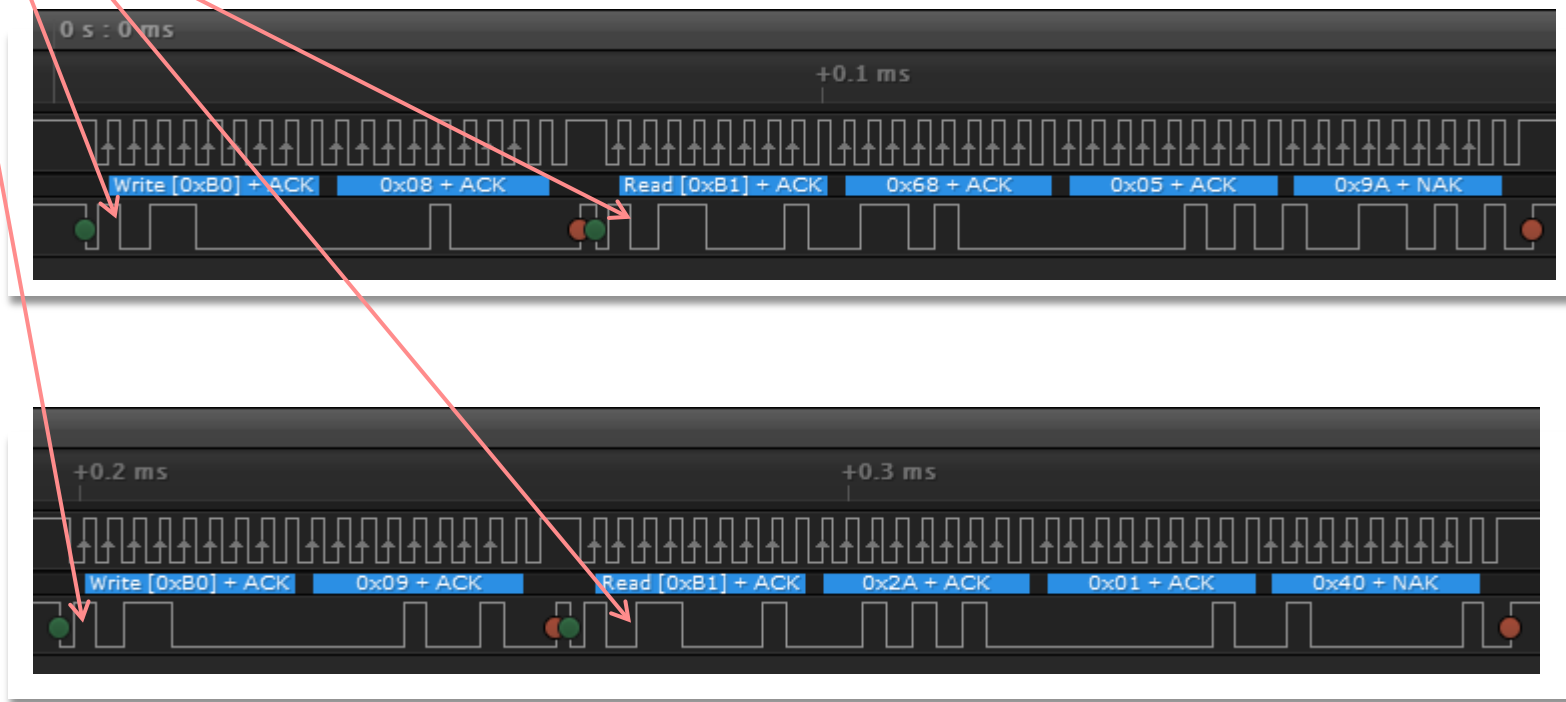 0 s : 0 ms
+0.1 ms
Write [0xB0] + ACK 0x08 + ACK Read [0xB1] + ACK 0x68 + ACK 0x05 + ACK 0x9A + NAK
+0.2 ms +0.3 ms
Write [0xB0] + ACK 0x09 + ACK Read [0xB1] + ACK 0x2A + ACK 0x01 + ACK 0x40 + NAK